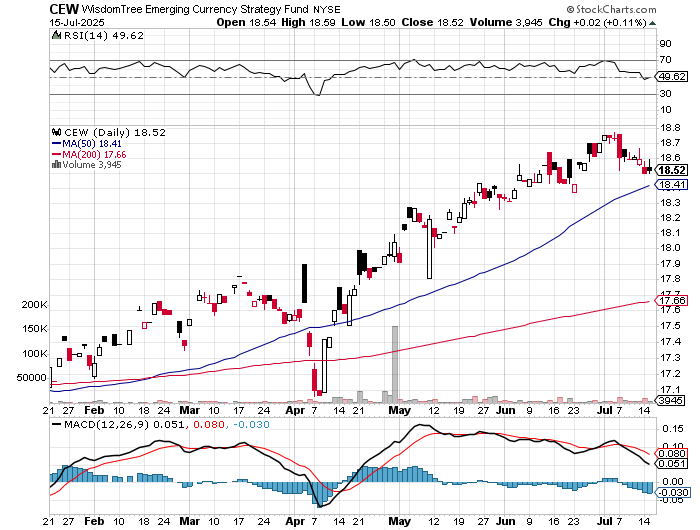 CEW WisdomTree Emerging Currency Strategy Fund NYSE © StockCharts.com
15-Jul-2025 Open 18.54 High 18.59 Low 18.50 Close 18.52 Volume 3,945 Chg +0.02 (+0.11%)
RSI(14) 49.62
90
70
49.62
30
10
CEW (Daily) 18.52
MA(50) 18.41
MA(200) 17.66
Volume 3,945
18.8
18.7
18.6
18.52
18.41
18.3
18.2
18.1
18.0
17.9
17.8
17.66
17.6
17.5
17.4
17.3
17.2
17.1
200K
150K
100K
50000
3945
21 27 Feb 10 18 24 Mar 10 17 24 Apr 7 14 21 May 12 19 27 Jun 9 16 23 Jul 7 14
MACD(12,26,9) 0.051, 0.080, -0.030
0.15
0.10
0.080
0.051
0.00
-0.030
-0.05
21 27 Feb 10 18 24 Mar 10 17 24 Apr 7 14 21 May 12 19 27 Jun 9 16 23 Jul 7 14